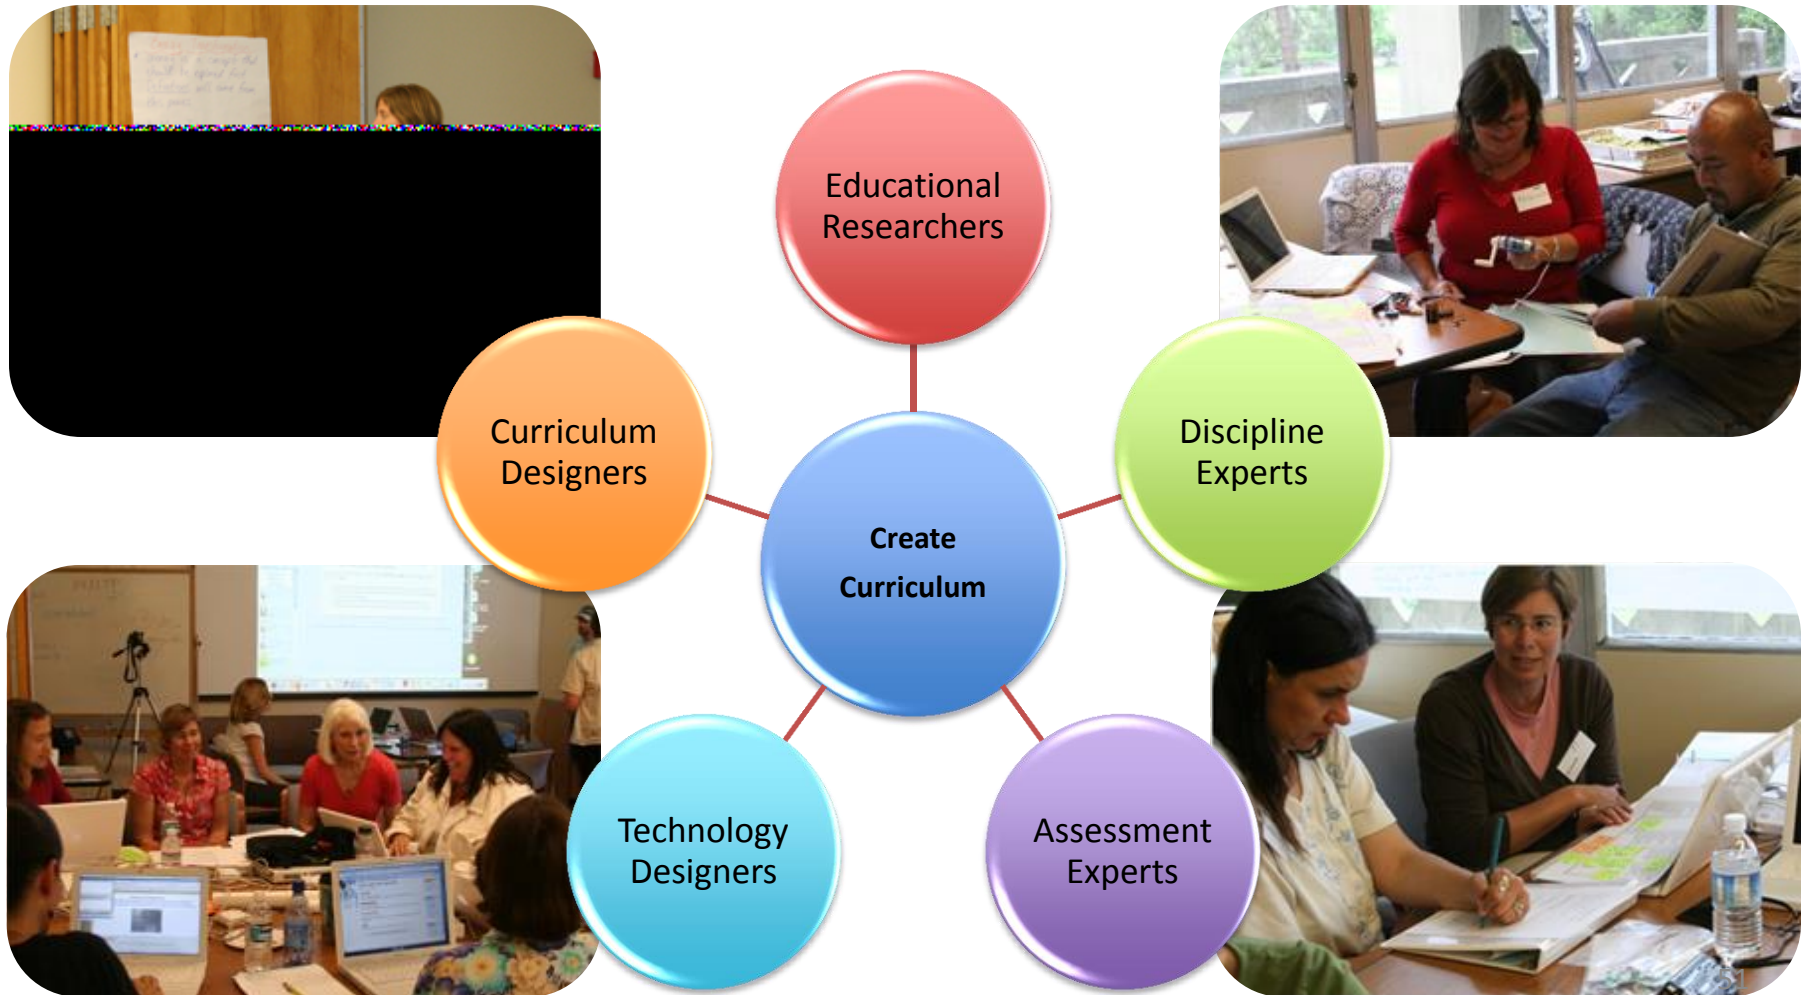 Educational
Researchers
Curriculum
Designers
Discipline
Experts
Create
Curriculum
Technology
Designers
Assessment
Experts